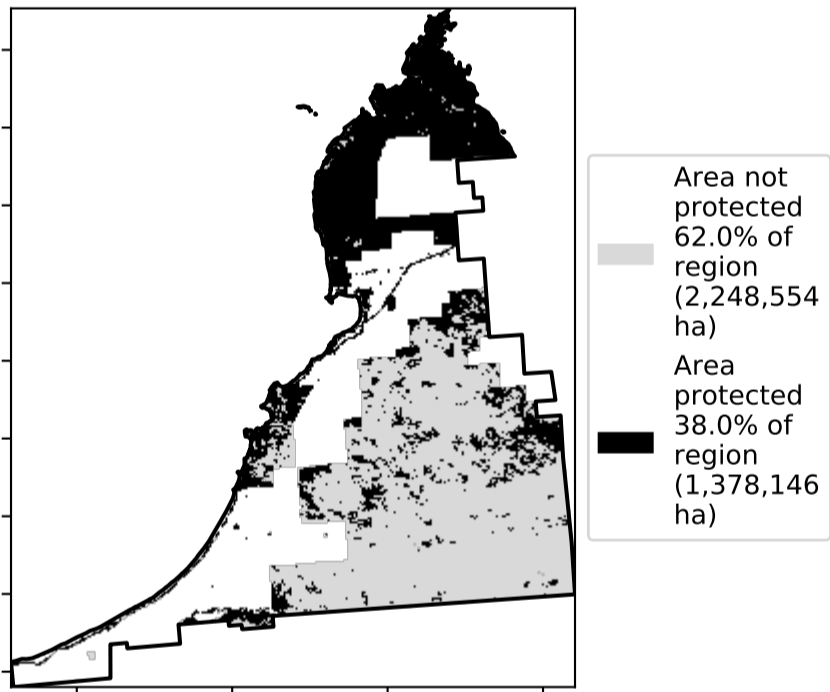 Area not
protected
62.0% of
region
(2,248,554
ha)
Area
protected
38.0% of
region
(1,378,146
ha)